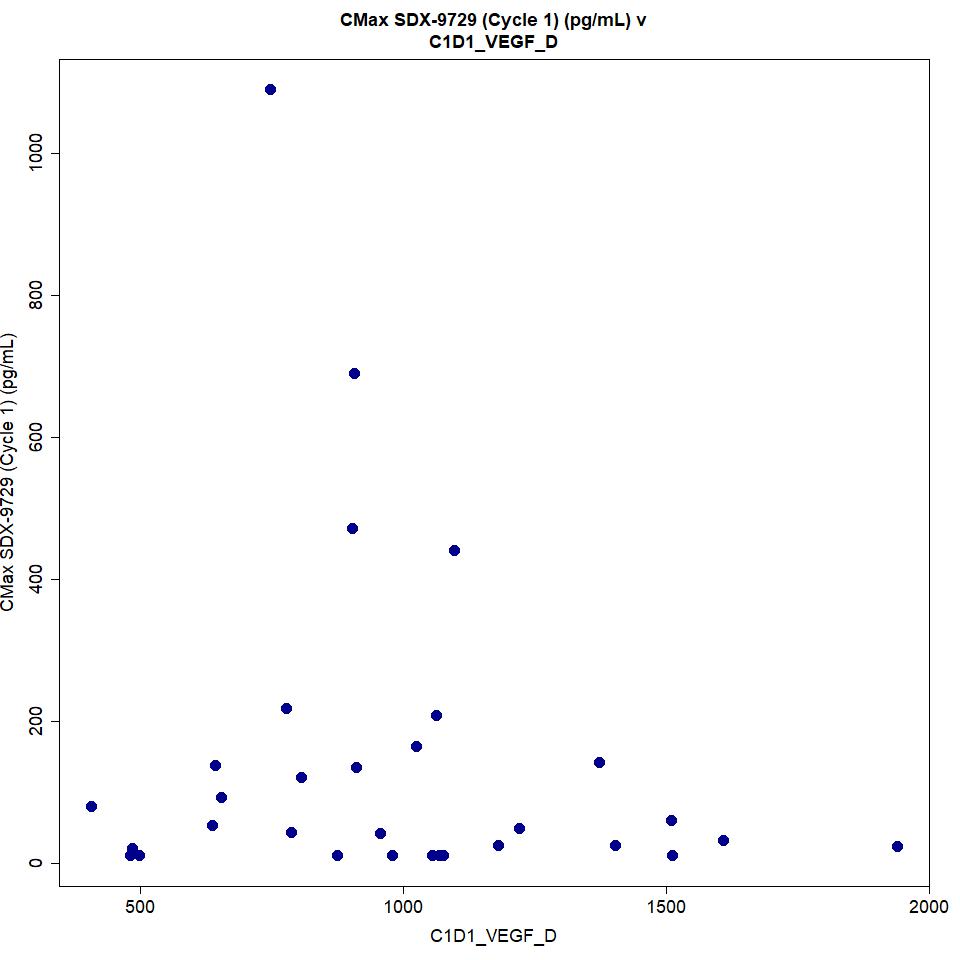 CMax SDX-9729 (Cycle 1) (pg/mL) v
C1D1_VEGF_D
CMax SDX-9729 (Cycle 1) (pg/mL)
1000
800
600
400
200
0
500
1000
1500
2000
C1D1_VEGF_D